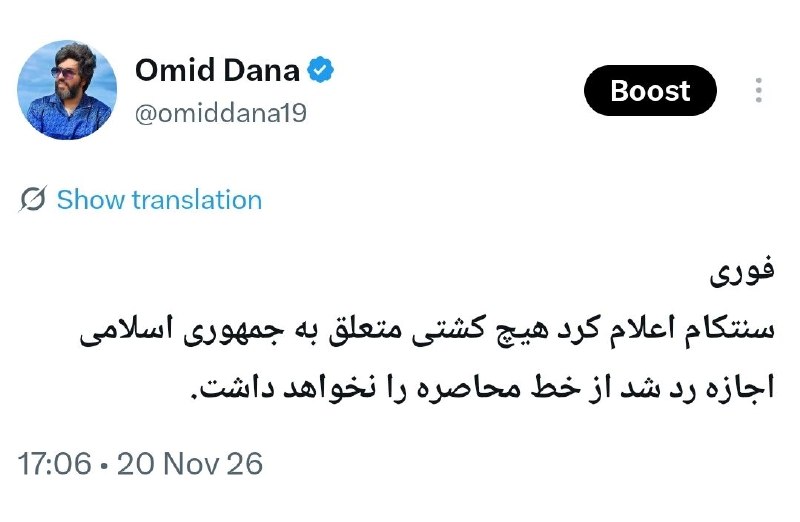 Omid Dana
@omiddana19
Boost
Show translation
فوری
سنتکام اعلام کرد هیچ کشتی متعلق به جمهوری اسلامی
اجازه رد شد از خط محاصره را نخواهد داشت.
17:06 • 20 Nov 26